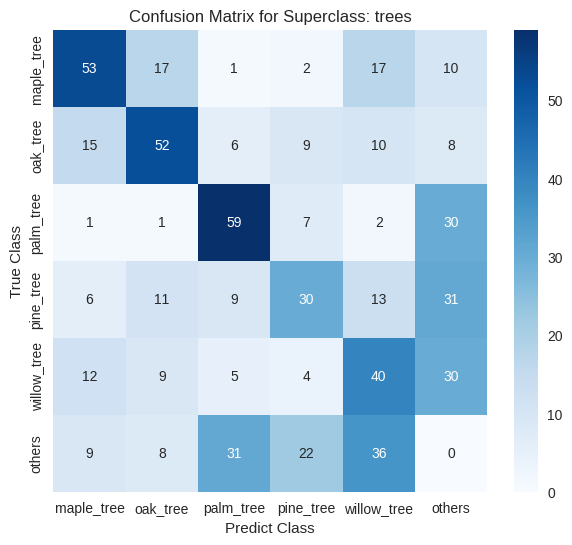 Confusion Matrix for Superclass: trees
True Class
maple_tree 53 17 1 2 17 10
oak_tree 15 52 6 9 10 8
palm_tree 1 1 59 7 2 30
pine_tree 6 11 9 30 13 31
willow_tree 12 9 5 4 40 30
others 9 8 31 22 36 0
maple_tree oak_tree palm_tree pine_tree willow_tree others
Predict Class
50
40
30
20
10
0